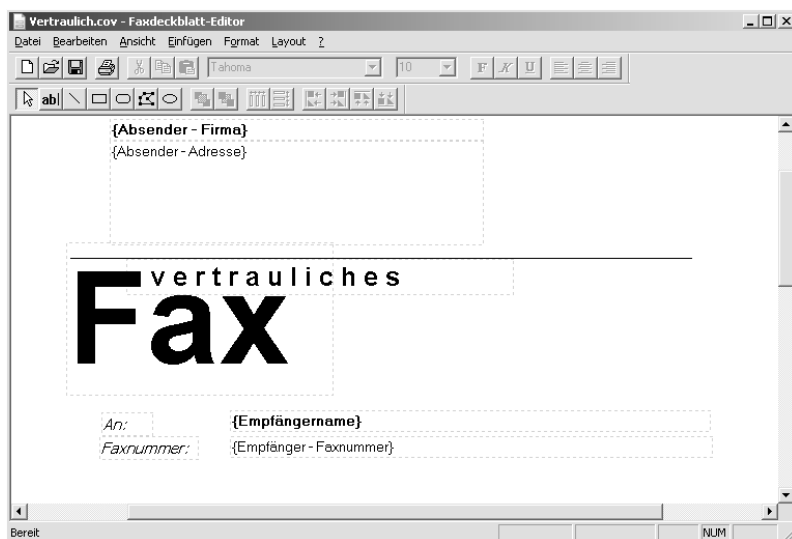 Vertraulich.cov - Faxdeckblatt-Editor
Datei Bearbeiten Ansicht Einfügen Format Layout ?
Tahoma 10 F K U
ab|
{Absender - Firma}
{Absender - Adresse}
vertrauliches
Fax
An: {Empfängername}
Faxnummer: {Empfänger - Faxnummer}
Bereit NUM